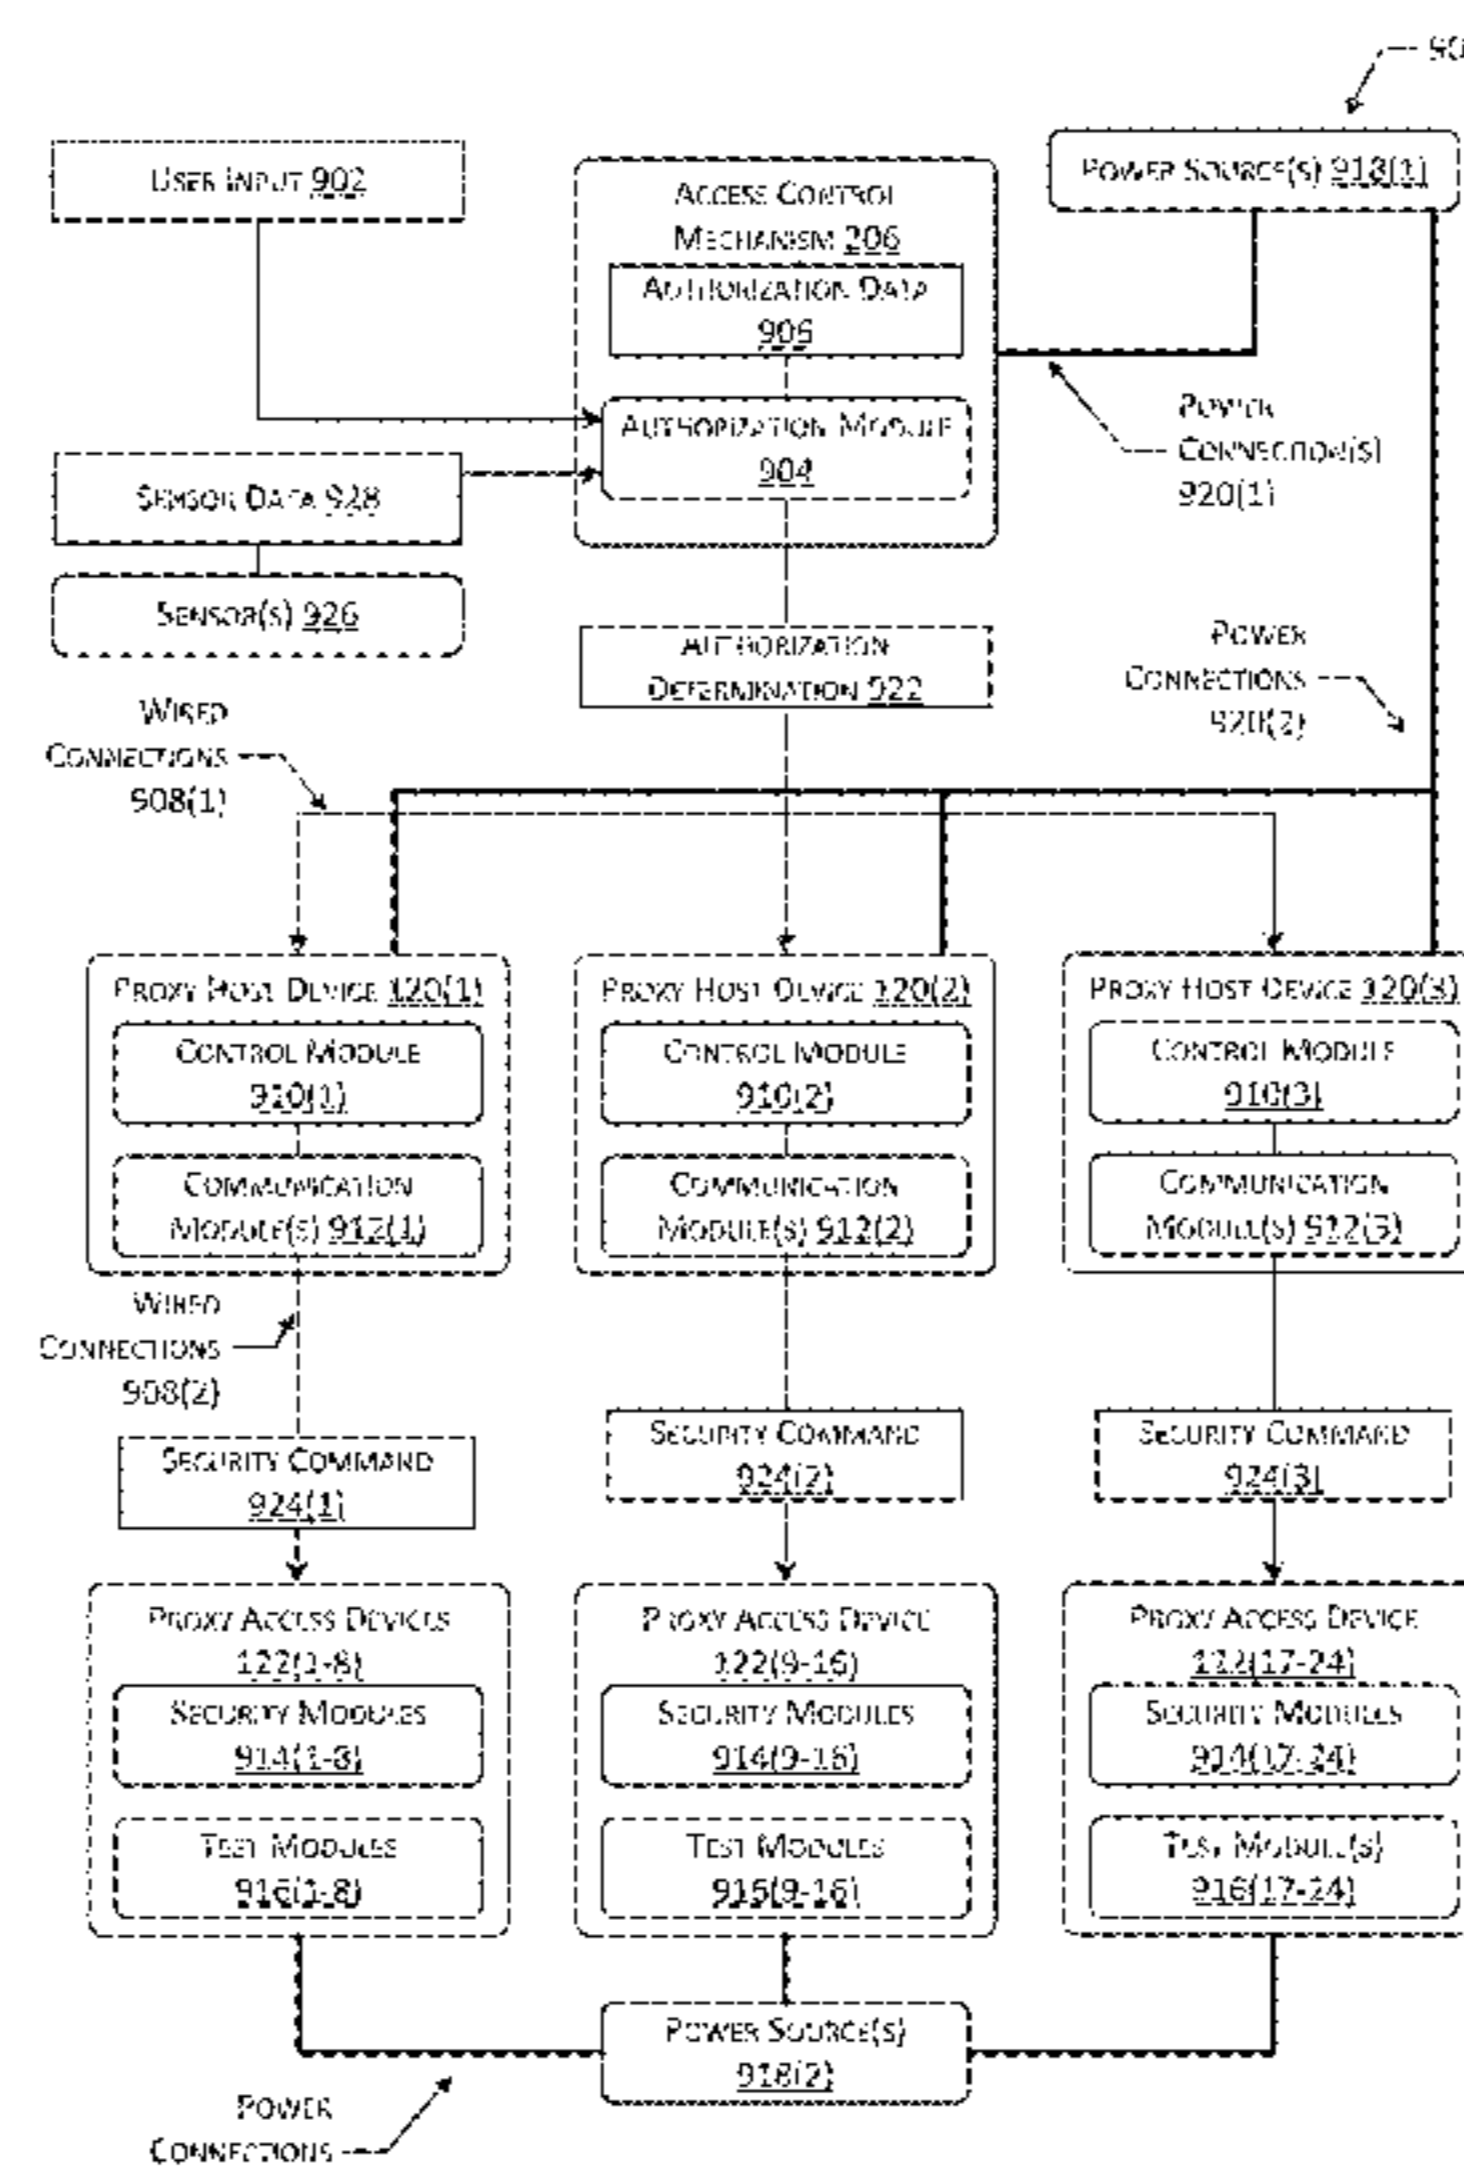 90
USER INPUT 902
ACCESS CONTROL
MECHANISM 206
AUTHORIZATION DATA
906
AUTHORIZATION MODULE
904
POWER SOURCE(S) 918(1)
POWER
CONNECTION(S)
920(1)
SENSOR DATA 928
SENSOR(S) 926
AUTHORIZATION
DETERMINATION 922
POWER
CONNECTIONS
920(2)
WIRED
CONNECTIONS
908(1)
PROXY HOST DEVICE 120(1)
CONTROL MODULE
910(1)
COMMUNICATION
MODULE(S) 912(1)
PROXY HOST DEVICE 120(2)
CONTROL MODULE
910(2)
COMMUNICATION
MODULE(S) 912(2)
PROXY HOST DEVICE 120(3)
CONTROL MODULE
910(3)
COMMUNICATION
MODULE(S) 912(3)
WIRED
CONNECTIONS
908(2)
SECURITY COMMAND
924(1)
SECURITY COMMAND
924(2)
SECURITY COMMAND
924(3)
PROXY ACCESS DEVICES
122(1-8)
SECURITY MODULES
914(1-8)
TEST MODULES
916(1-8)
PROXY ACCESS DEVICE
122(9-16)
SECURITY MODULES
914(9-16)
TEST MODULES
916(9-16)
PROXY ACCESS DEVICE
122(17-24)
SECURITY MODULES
914(17-24)
TEST MODULE(S)
916(17-24)
POWER SOURCE(S)
918(2)
POWER
CONNECTIONS